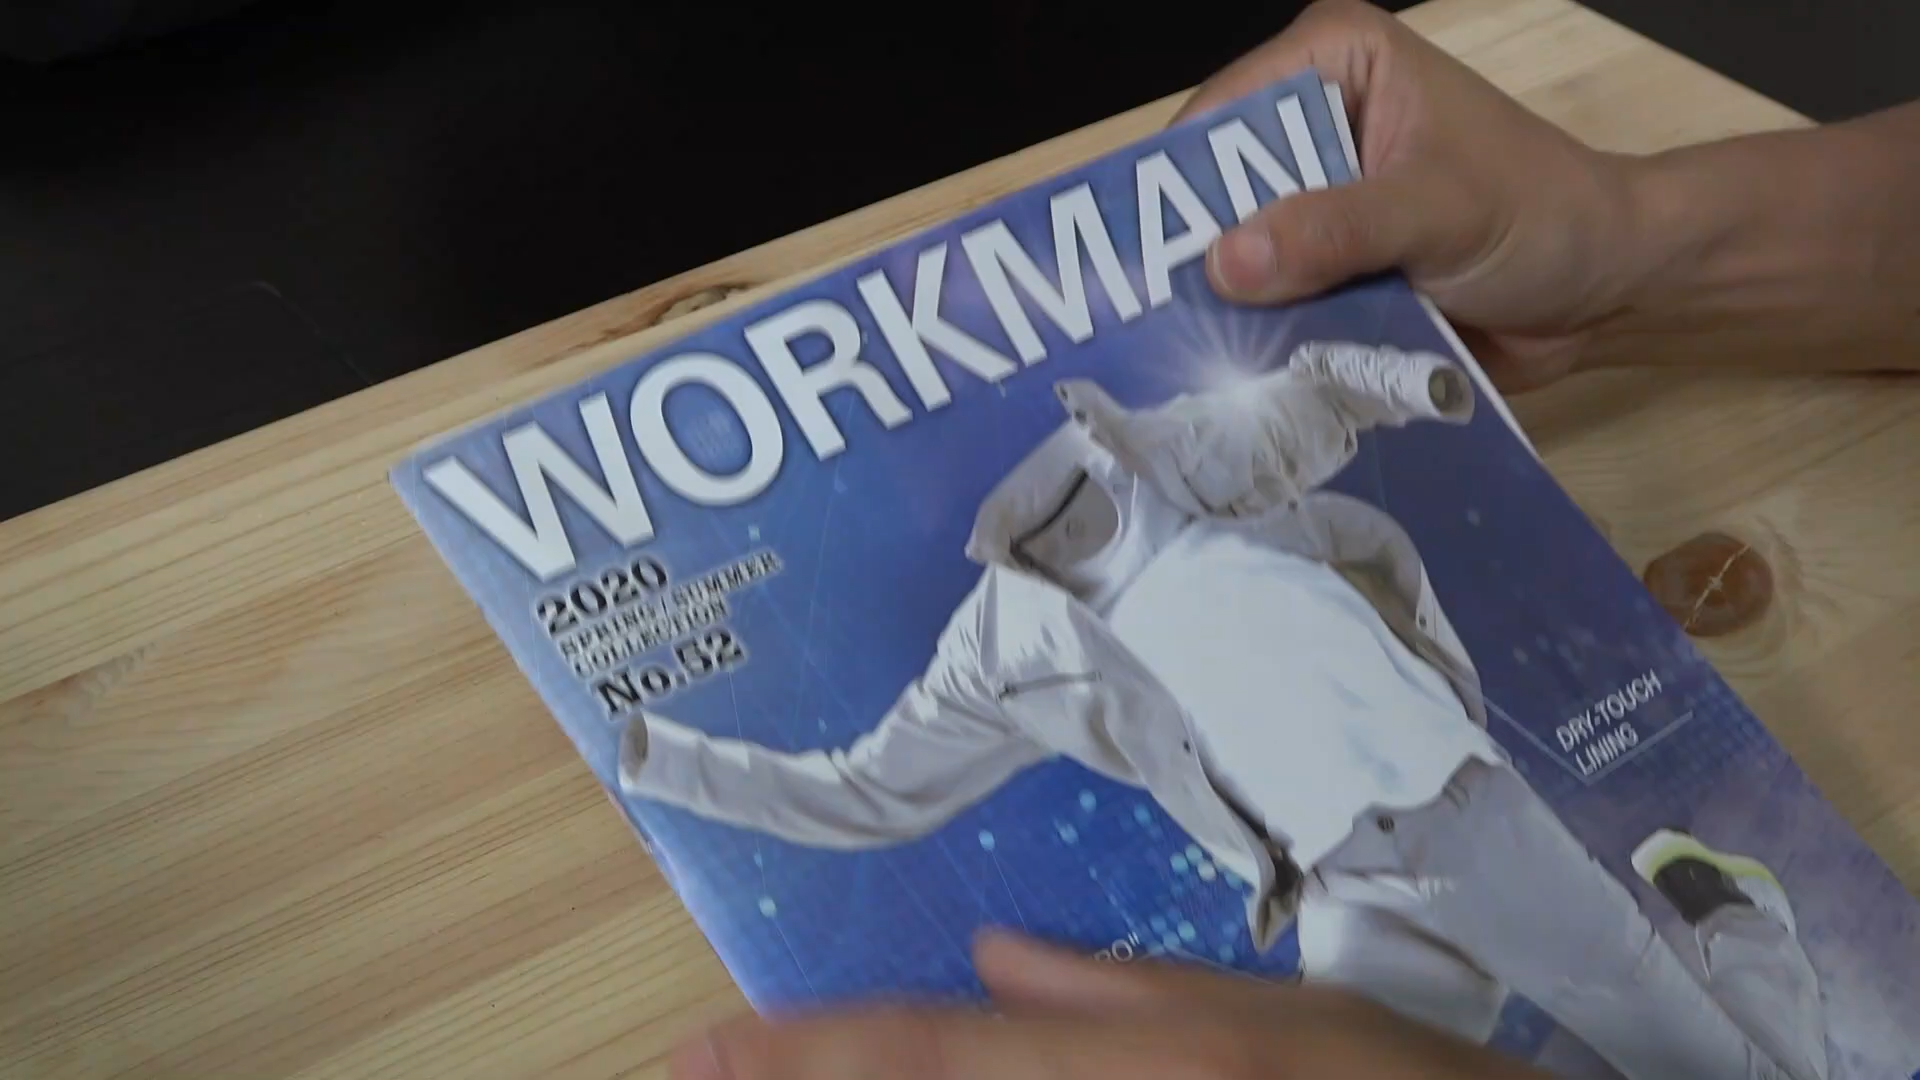 WORKMAN
2020
SPRING/SUMMER
COLLECTION
No.52
DRY-TOUCH
LINING